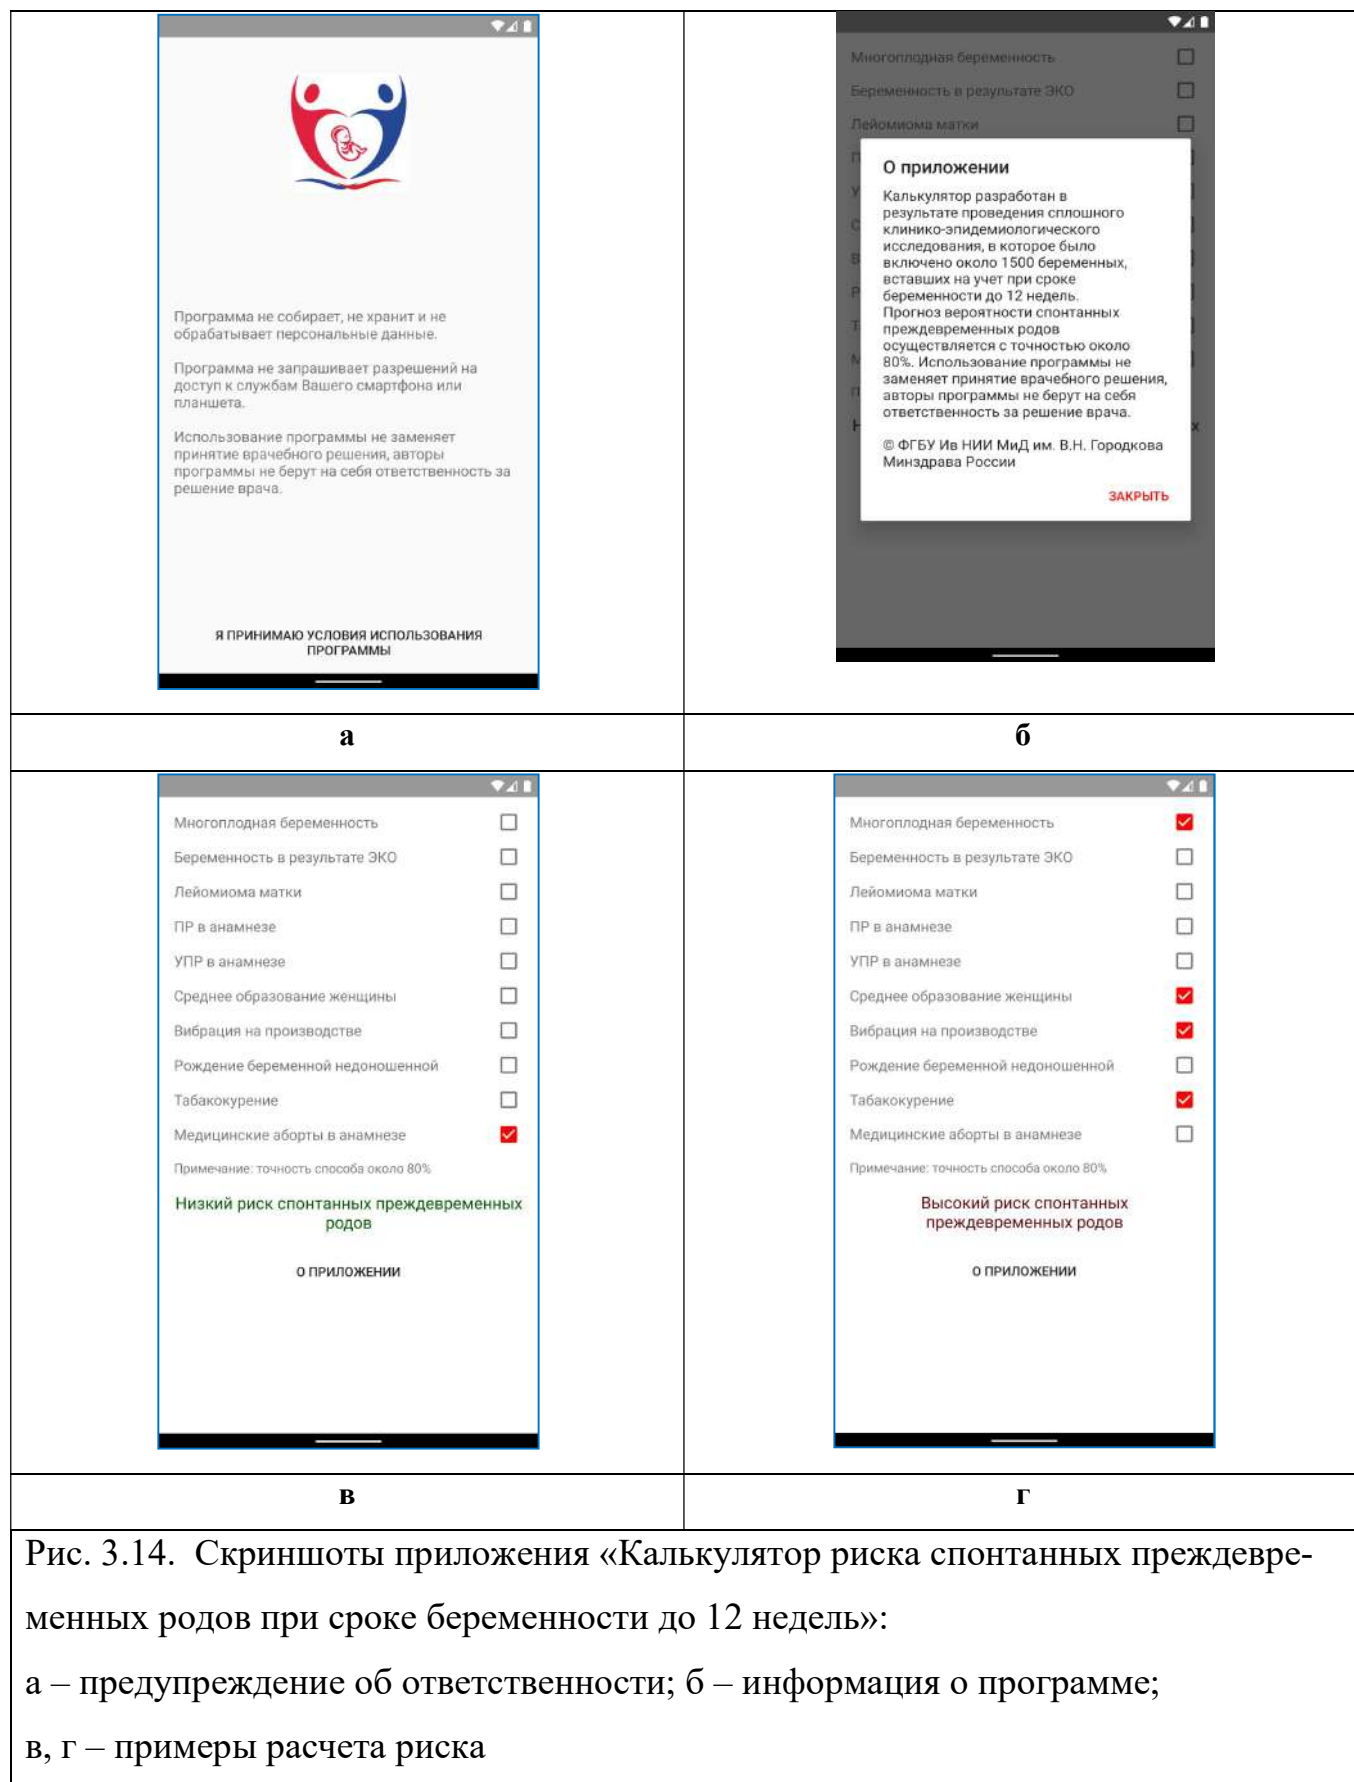 Программа не собирает, не хранит и не
обрабатывает персональные данные.
Программа не запрашивает разрешений на
доступ к службам Вашего смартфона или
планшета.
Использование программы не заменяет
принятие врачебного решения, авторы
программы не берут на себя ответственность за
решение врача.
Я ПРИНИМАЮ УСЛОВИЯ ИСПОЛЬЗОВАНИЯ
ПРОГРАММЫ
Многоплодная беременность
Беременность в результате ЭКО
Лейомиома матки
О приложении
Калькулятор разработан в
результате проведения сплошного
клинико-эпидемиологического
исследования, в которое было
включено около 1500 беременных,
вставших на учет при сроке
беременности до 12 недель.
Прогноз вероятности спонтанных
преждевременных родов
осуществляется с точностью около
80%. Использование программы не
заменяет принятие врачебного решения,
авторы программы не берут на себя
ответственность за решение врача.
© ФГБУ Ив НИИ МиД им. В.Н. Городкова
Минздрава России
ЗАКРЫТЬ
а
б
Многоплодная беременность
Беременность в результате ЭКО
Лейомиома матки
ПР в анамнезе
УПР в анамнезе
Среднее образование женщины
Вибрация на производстве
Рождение беременной недоношенной
Табакокурение
Медицинские аборты в анамнезе
Примечание: точность способа около 80%
Низкий риск спонтанных преждевременных
родов
О ПРИЛОЖЕНИИ
Многоплодная беременность
Беременность в результате ЭКО
Лейомиома матки
ПР в анамнезе
УПР в анамнезе
Среднее образование женщины
Вибрация на производстве
Рождение беременной недоношенной
Табакокурение
Медицинские аборты в анамнезе
Примечание: точность способа около 80%
Высокий риск спонтанных
преждевременных родов
О ПРИЛОЖЕНИИ
в
г
Рис. 3.14. Скриншоты приложения «Калькулятор риска спонтанных преждевре-
менных родов при сроке беременности до 12 недель»:
а – предупреждение об ответственности; б – информация о программе;
в, г – примеры расчета риска